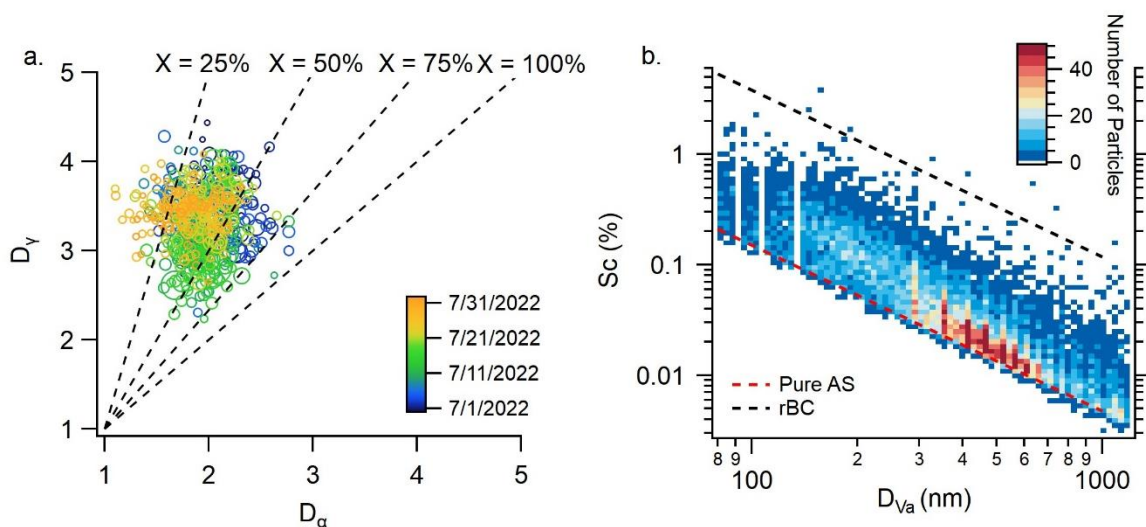 a.
X = 25%
X = 50%
X = 75%
X = 100%
5
4
3
2
1
Dγ
1
2
3
4
5
Dα
7/31/2022
7/21/2022
7/11/2022
7/1/2022
b.
Number of Particles
40
20
0
1
0.1
0.01
Sc (%)
Pure AS
rBC
8 9 2 3 4 5 6 7 8 9
100 1000
DVa (nm)